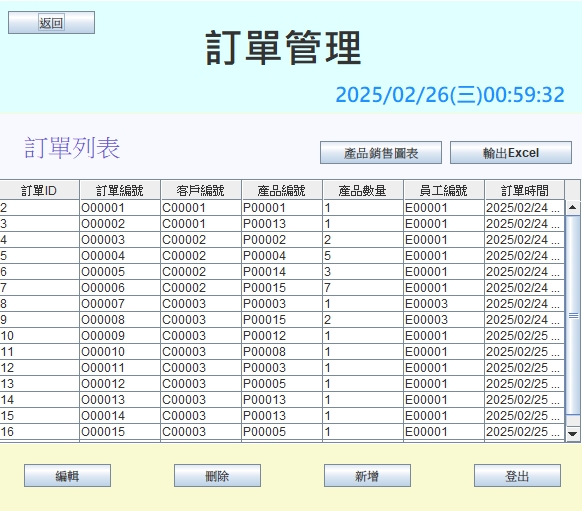 返回
訂單管理
2025/02/26(三)00:59:32
訂單列表
產品銷售圖表 輸出Excel
訂單ID 訂單編號 客戶編號 產品編號 產品數量 員工編號 訂單時間
2 O00001 C00001 P00001 1 E00001 2025/02/24 ...
3 O00002 C00001 P00013 1 E00001 2025/02/24 ...
4 O00003 C00002 P00002 2 E00001 2025/02/24 ...
5 O00004 C00002 P00004 5 E00001 2025/02/24 ...
6 O00005 C00002 P00014 3 E00001 2025/02/24 ...
7 O00006 C00002 P00015 7 E00001 2025/02/24 ...
8 O00007 C00003 P00003 1 E00003 2025/02/24 ...
9 O00008 C00003 P00015 2 E00003 2025/02/24 ...
10 O00009 C00003 P00012 1 E00001 2025/02/25 ...
11 O00010 C00003 P00008 1 E00001 2025/02/25 ...
12 O00011 C00003 P00003 1 E00001 2025/02/25 ...
13 O00012 C00003 P00005 1 E00001 2025/02/25 ...
14 O00013 C00003 P00013 1 E00001 2025/02/25 ...
15 O00014 C00003 P00013 1 E00001 2025/02/25 ...
16 O00015 C00003 P00005 1 E00001 2025/02/25 ...
編輯 刪除 新增 登出